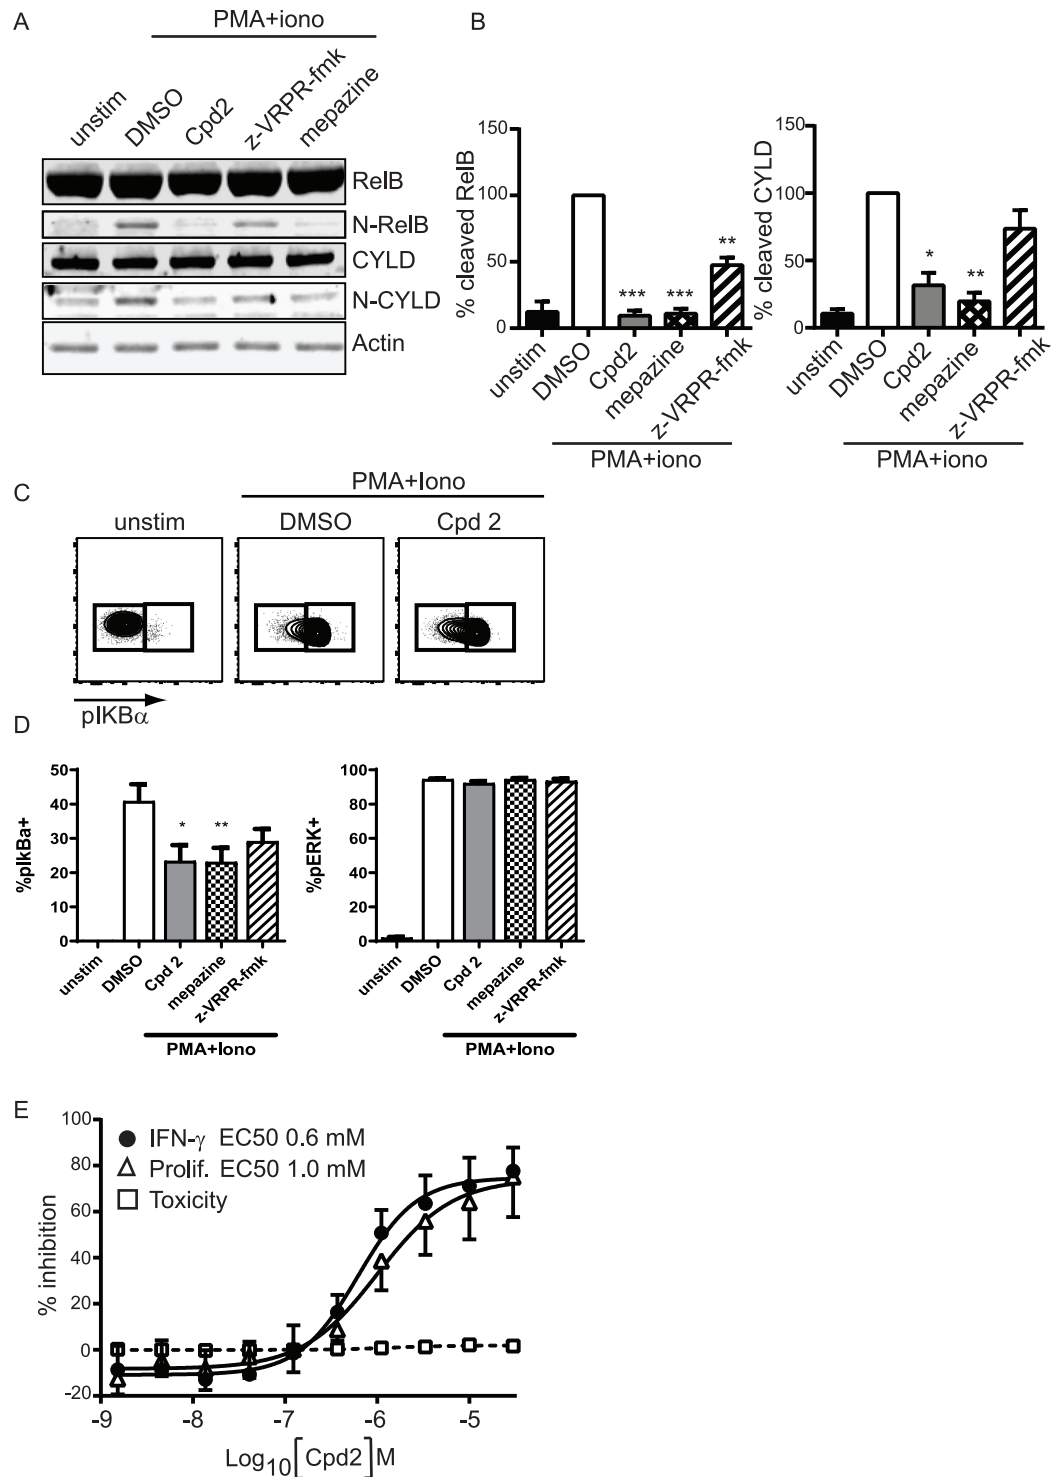 A
PMA+iono
unstim
DMSO
Cpd2
z-VRPR-fmk
mepazine
RelB
N-RelB
CYLD
N-CYLD
Actin
B
% cleaved RelB
150
100
50
0
***
***
**
unstim
DMSO
Cpd2
mepazine
z-VRPR-fmk
PMA+iono
% cleaved CYLD
150
100
50
0
*
**
unstim
DMSO
Cpd2
mepazine
z-VRPR-fmk
PMA+iono
C
PMA+Iono
unstim
DMSO
Cpd 2
pIKBα
D
%pIkBa+
50
40
30
20
10
0
*
**
unstim
DMSO
Cpd 2
mepazine
z-VRPR-fmk
PMA+Iono
%pERK+
100
80
60
40
20
0
unstim
DMSO
Cpd 2
mepazine
z-VRPR-fmk
PMA+Iono
E
% inhibition
100
80
60
40
20
0
-20
IFN-γ EC50 0.6 mM
Prolif. EC50 1.0 mM
Toxicity
-9 -8 -7 -6 -5
Log10[Cpd2]M